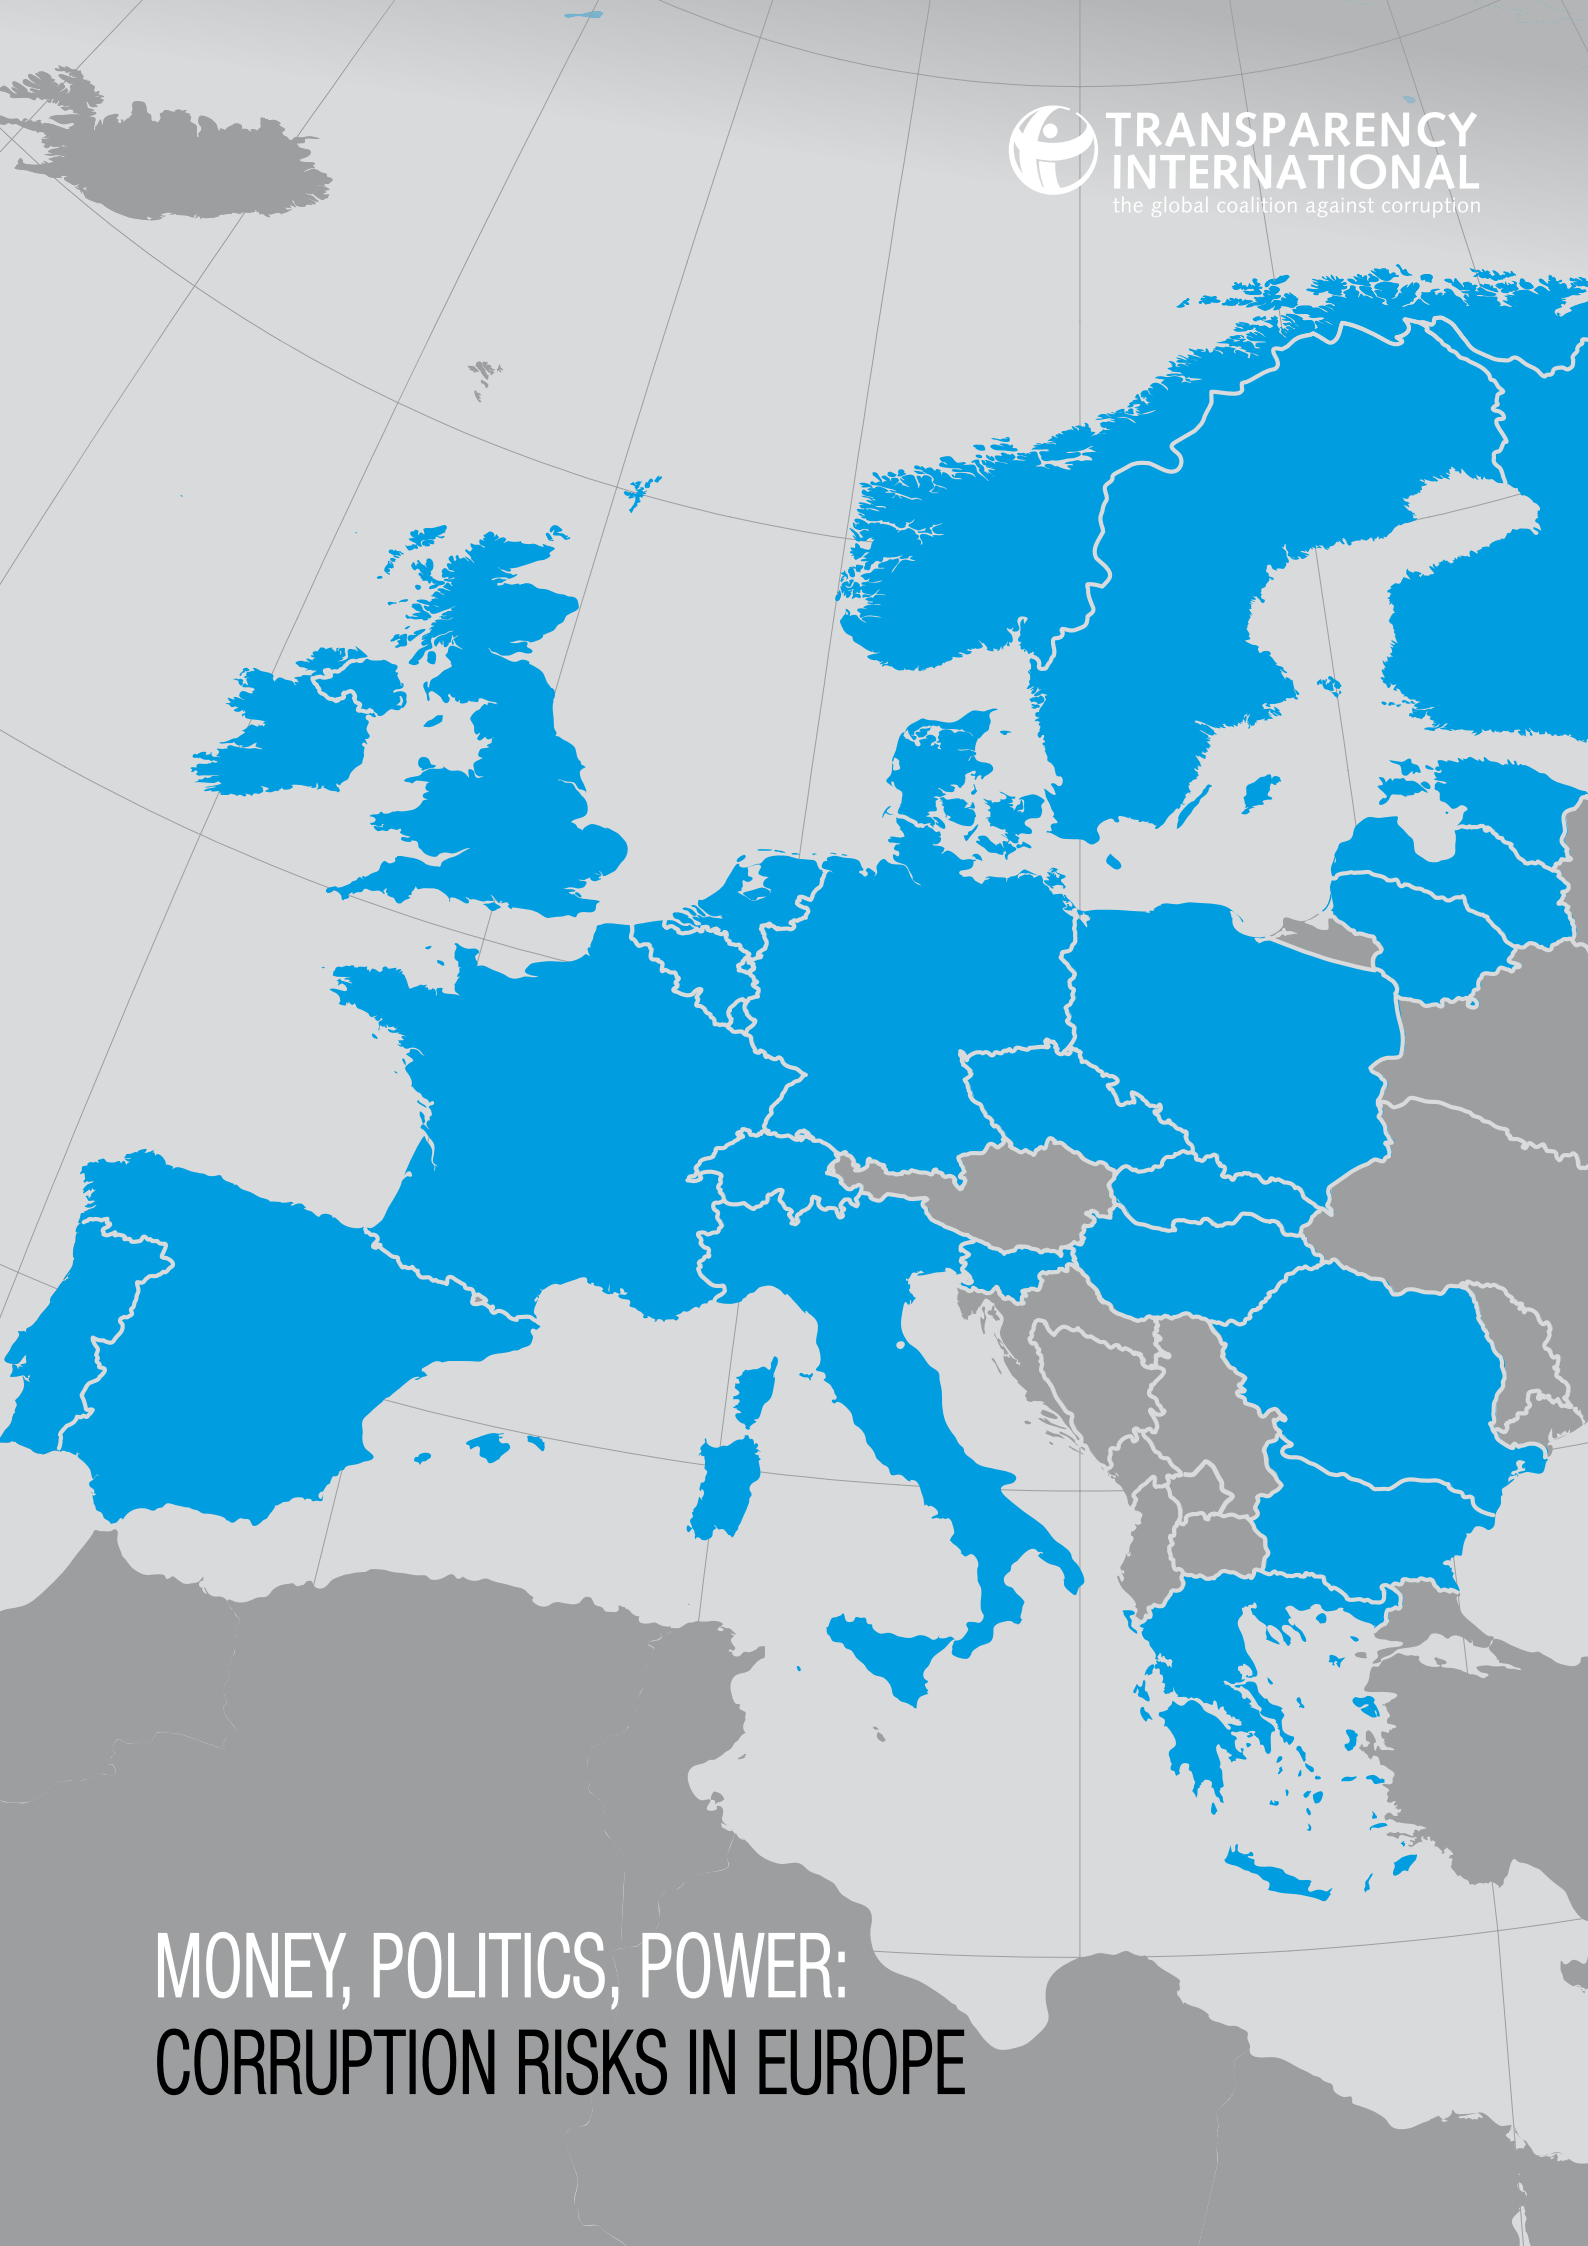 TRANSPARENCY
INTERNATIONAL
the global coalition against corruption
MONEY, POLITICS, POWER:
CORRUPTION RISKS IN EUROPE